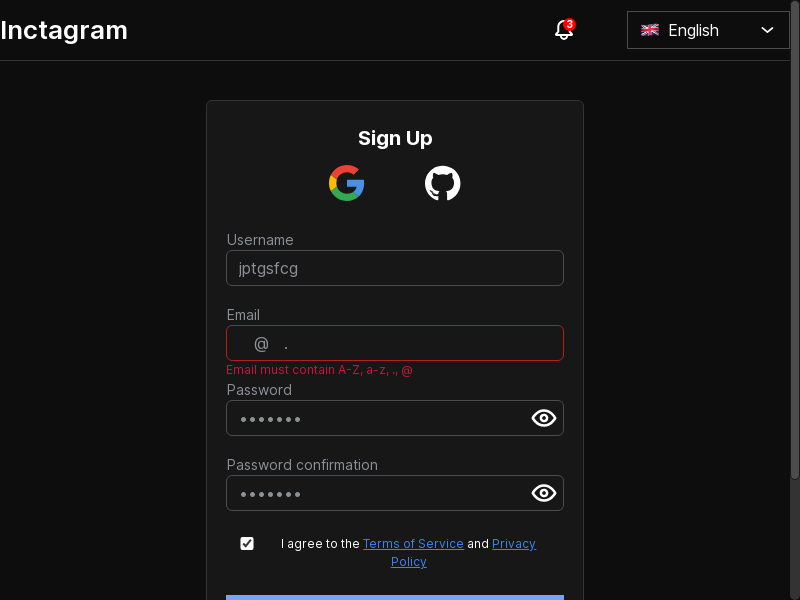 Inctagram
3
English
Sign Up
Username
jptgsfcg
Email
@ .
Email must contain A-Z, a-z, ., @
Password
•••••••
Password confirmation
•••••••
I agree to the Terms of Service and Privacy
Policy